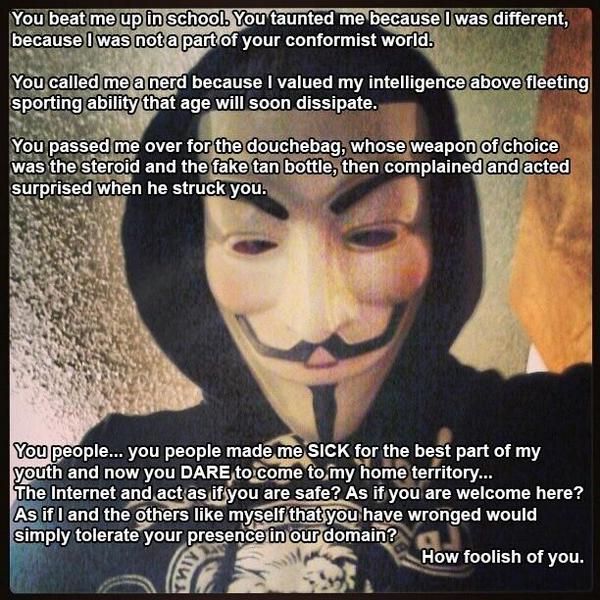 You beat me up in school. You taunted me because I was different,
because I was not a part of your conformist world.
You called me a nerd because I valued my intelligence above fleeting
sporting ability that age will soon dissipate.
You passed me over for the douchebag, whose weapon of choice
was the steroid and the fake tan bottle, then complained and acted
surprised when he struck you.
You people... you people made me SICK for the best part of my
youth and now you DARE to come to my home territory...
The Internet and act as if you are safe? As if you are welcome here?
As if I and the others like myself that you have wronged would
simply tolerate your presence in our domain?
How foolish of you.